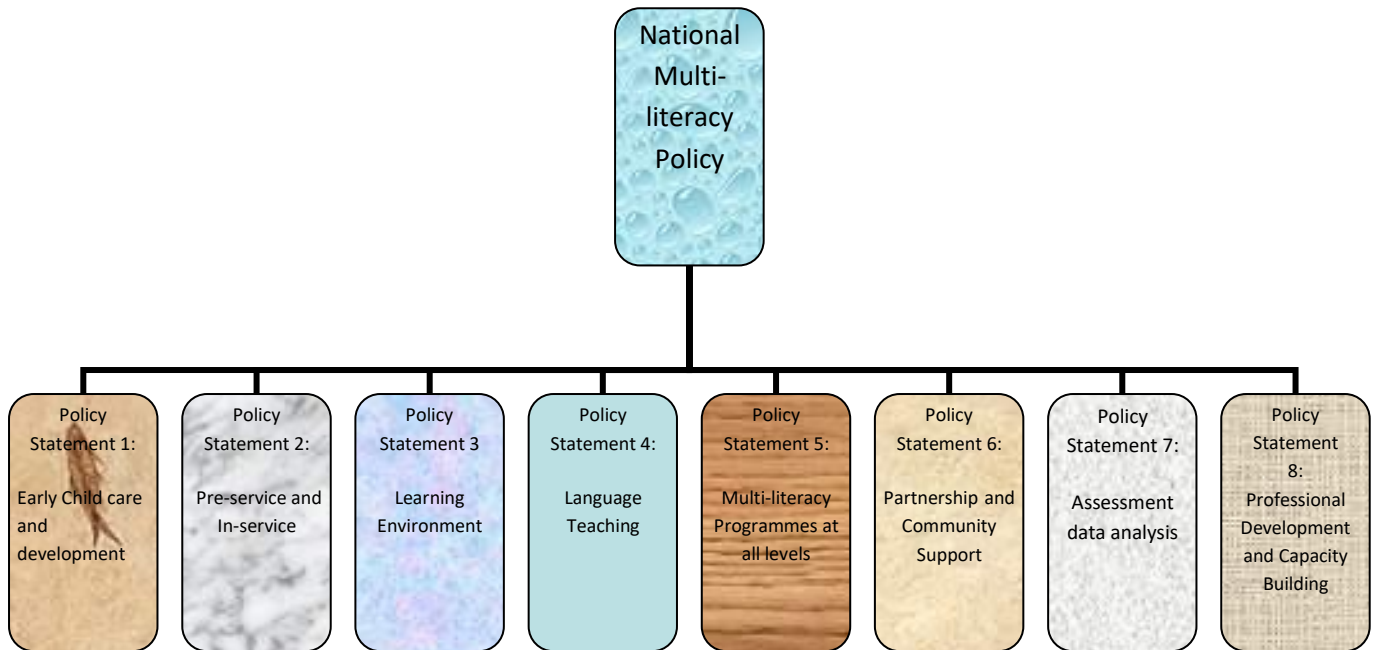 National
Multi-
literacy
Policy
Policy
Statement 1:
Early Child care
and
development
Policy
Statement 2:
Pre-service and
In-service
Policy
Statement 3
Learning
Environment
Policy
Statement 4:
Language
Teaching
Policy
Statement 5:
Multi-literacy
Programmes at
all levels
Policy
Statement 6:
Partnership and
Community
Support
Policy
Statement 7:
Assessment
data analysis
Policy
Statement
8:
Professional
Development
and Capacity
Building